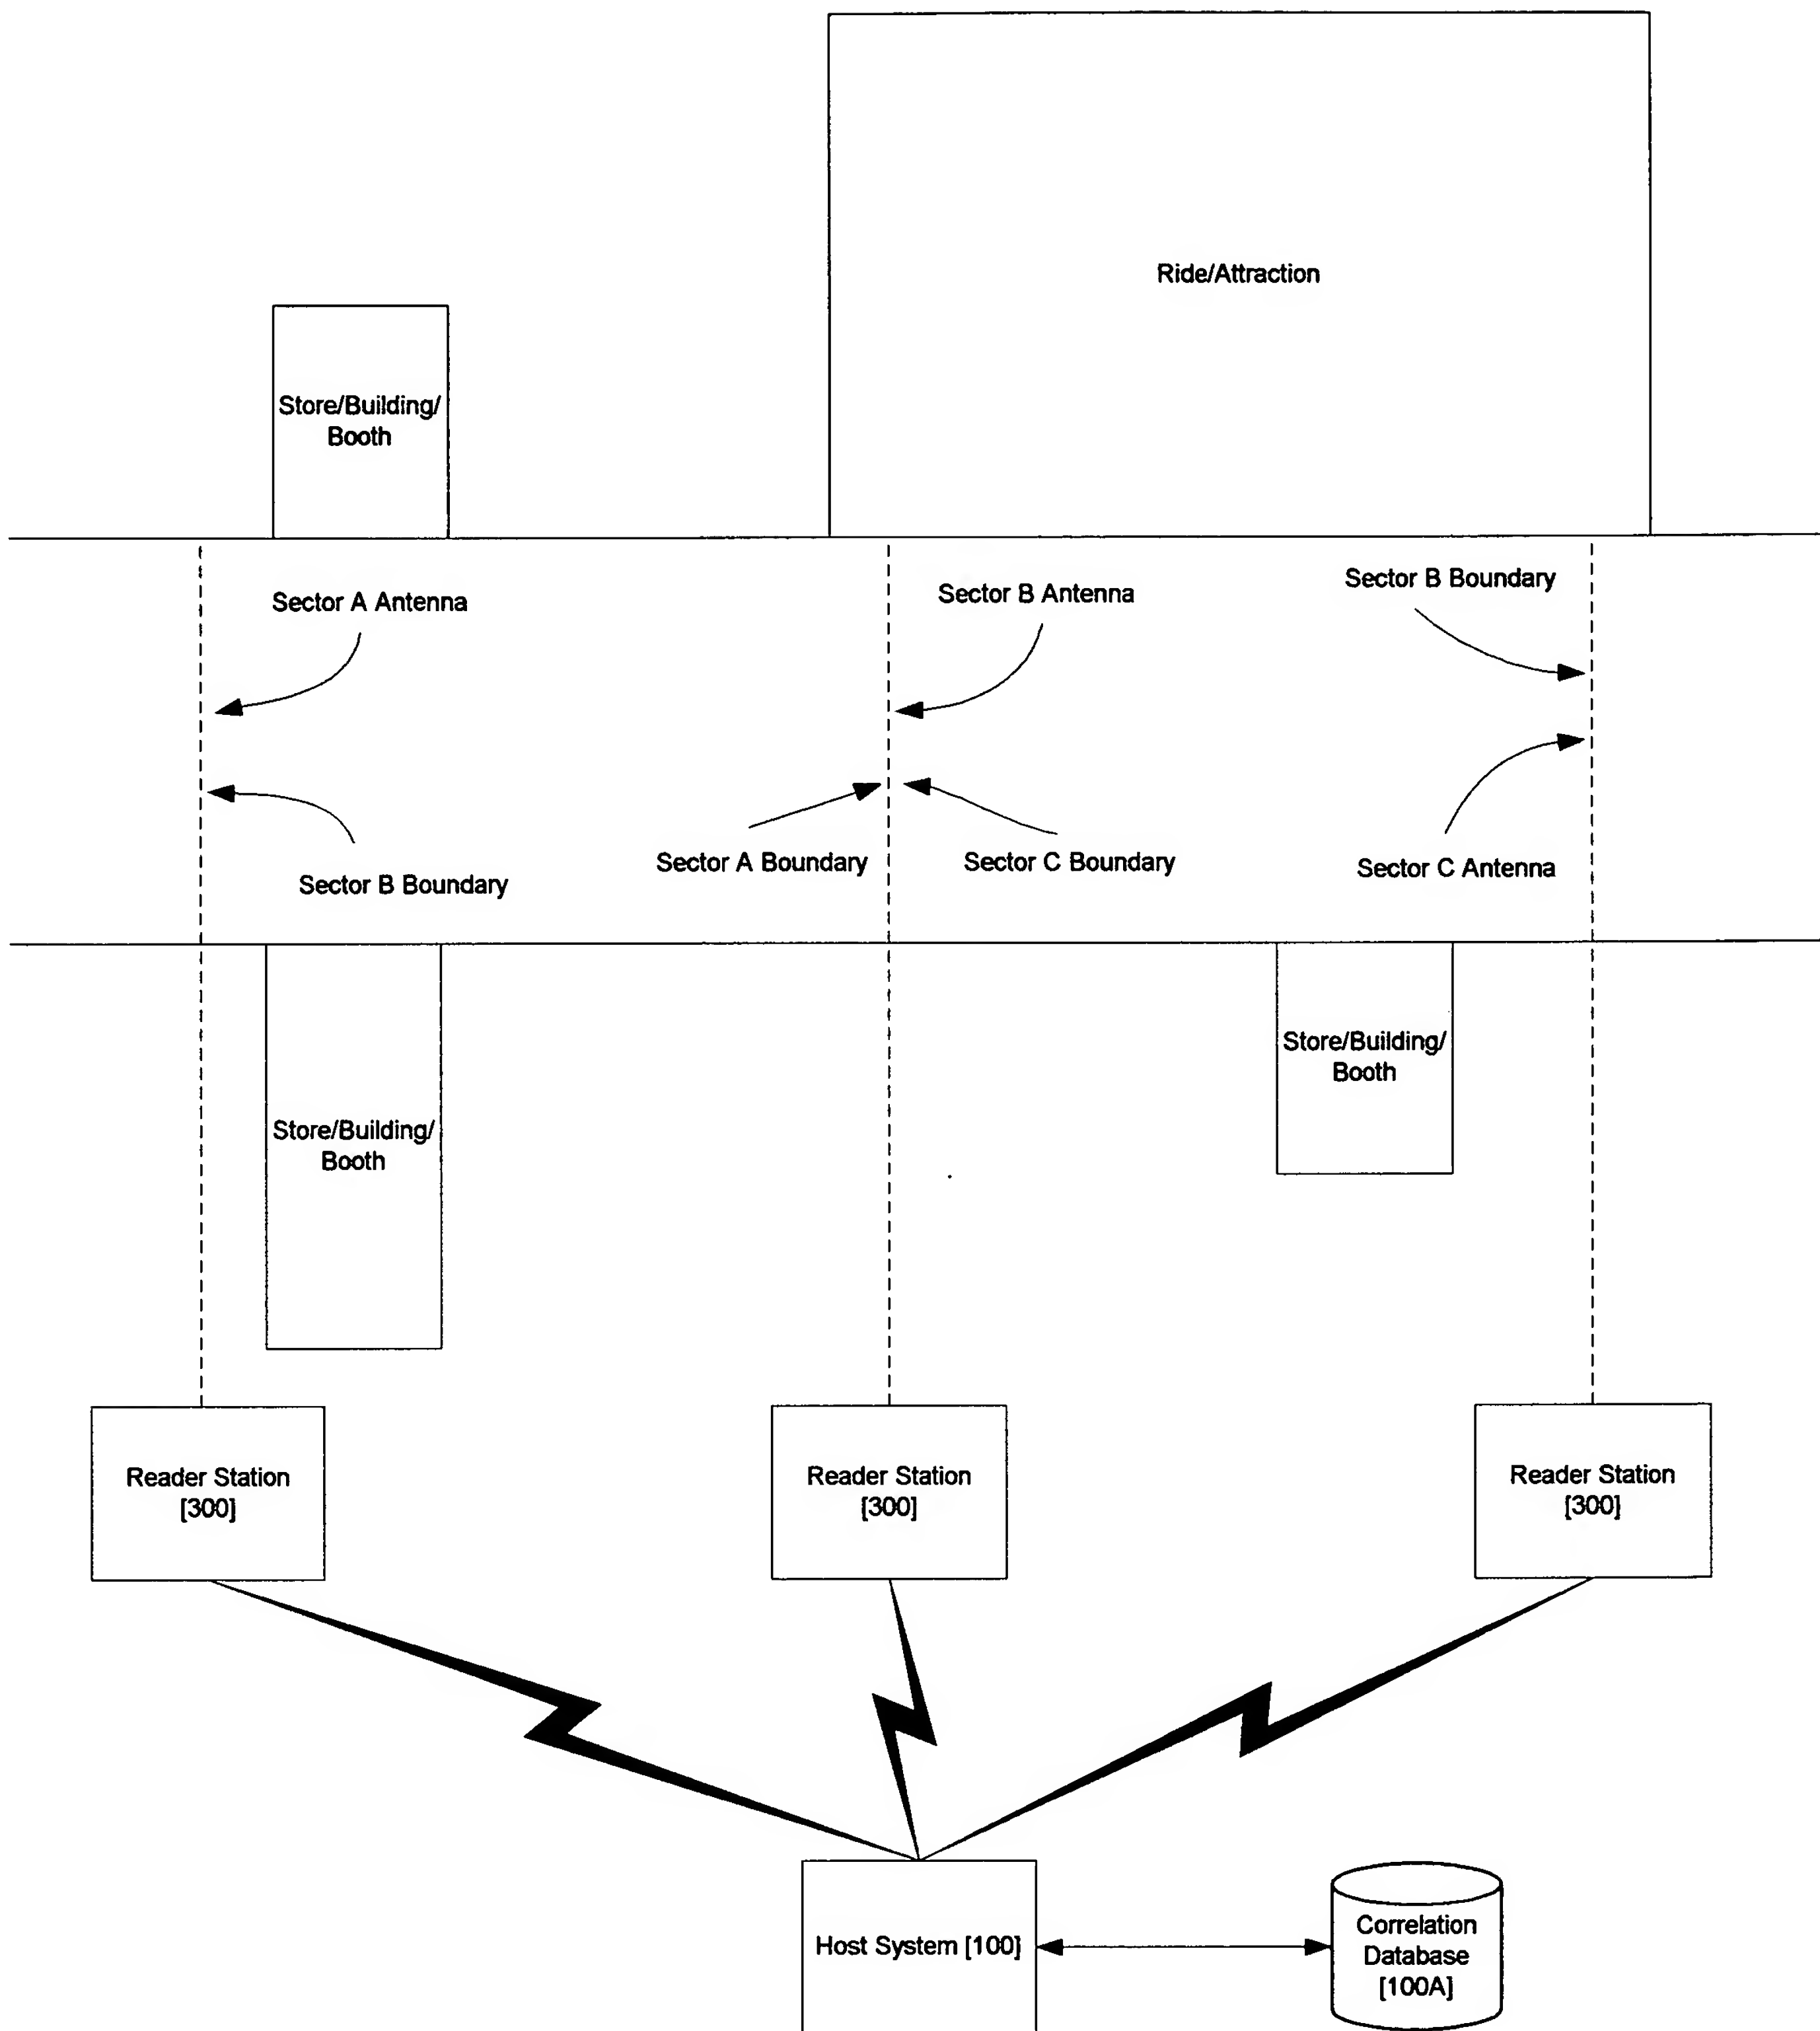 Ride/Attraction
Store/Building/
Booth
Sector A Antenna
Sector B Antenna
Sector B Boundary
Sector B Boundary
Sector A Boundary
Sector C Boundary
Sector C Antenna
Store/Building/
Booth
Store/Building/
Booth
Reader Station
[300]
Reader Station
[300]
Reader Station
[300]
Host System [100]
Correlation
Database
[100A]